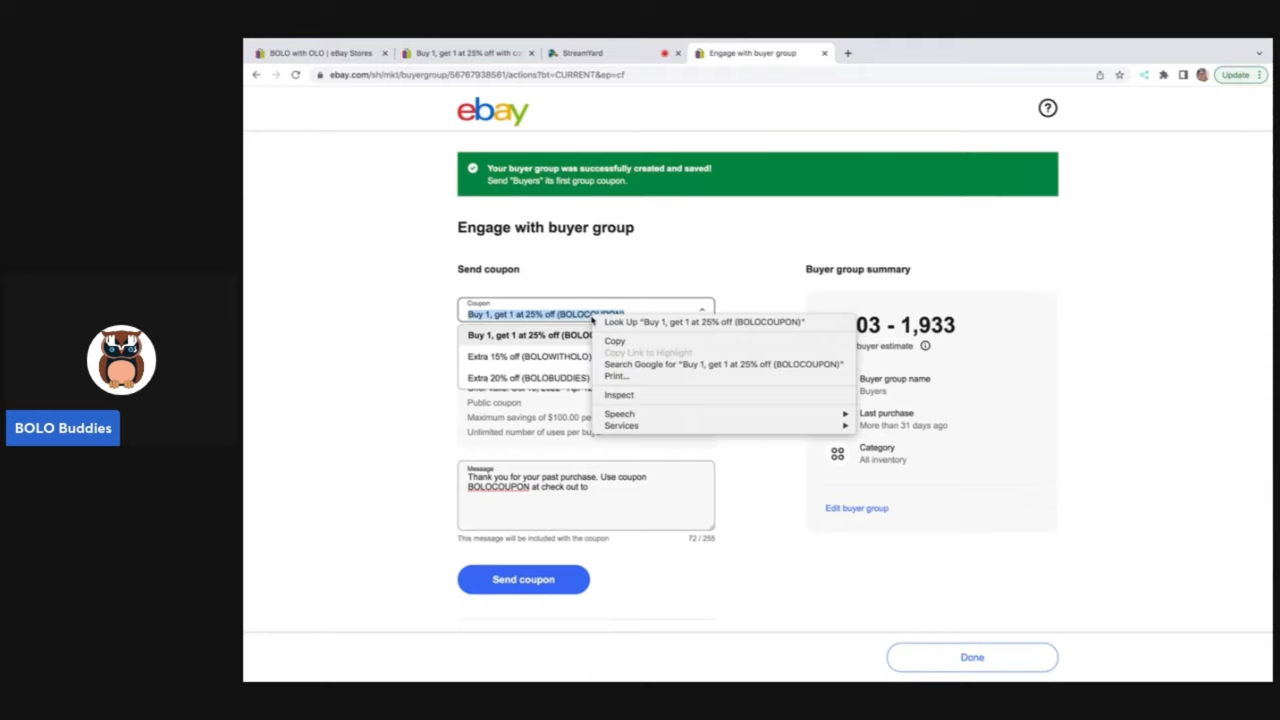 BOLO with OLO | eBay Stores
Buy 1, get 1 at 25% off with co
StreamYard
Engage with buyer group
ebay.com/sh/mkt/buyergroup/56767938561/actions?bt=CURRENT&ep=cf
Update
ebay
Your buyer group was successfully created and saved!
Send "Buyers" its first group coupon.
Engage with buyer group
Send coupon
Buyer group summary
Coupon
Buy 1, get 1 at 25% off (BOLOCOUPON)
Buy 1, get 1 at 25% off (BOLO
Extra 15% off (BOLOWITHOLO)
Extra 20% off (BOLOBUDDIES)
Public coupon
Maximum savings of $100.00 per
Unlimited number of uses per buy
Look Up "Buy 1, get 1 at 25% off (BOLOCOUPON)"
Copy
Copy Link to Highlight
Search Google for "Buy 1, get 1 at 25% off (BOLOCOUPON)"
Print...
Inspect
Speech
Services
03 - 1,933
buyer estimate
Buyer group name
Buyers
Last purchase
More than 31 days ago
Category
All inventory
Edit buyer group
Message
Thank you for your past purchase. Use coupon
BOLOCOUPON at check out to
This message will be included with the coupon
72 / 255
Send coupon
Done
BOLO Buddies